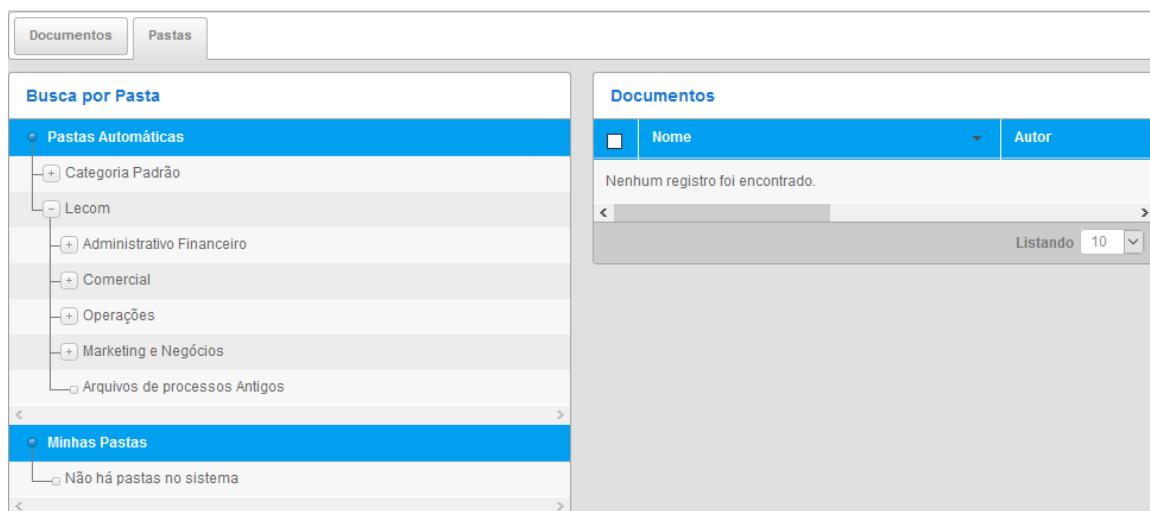 Documentos
Pastas
Busca por Pasta
Pastas Automáticas
Categoria Padrão
Lecom
Administrativo Financeiro
Comercial
Operações
Marketing e Negócios
Arquivos de processos Antigos
Minhas Pastas
Não há pastas no sistema
Documentos
Nome Autor
Nenhum registro foi encontrado.
Listando 10